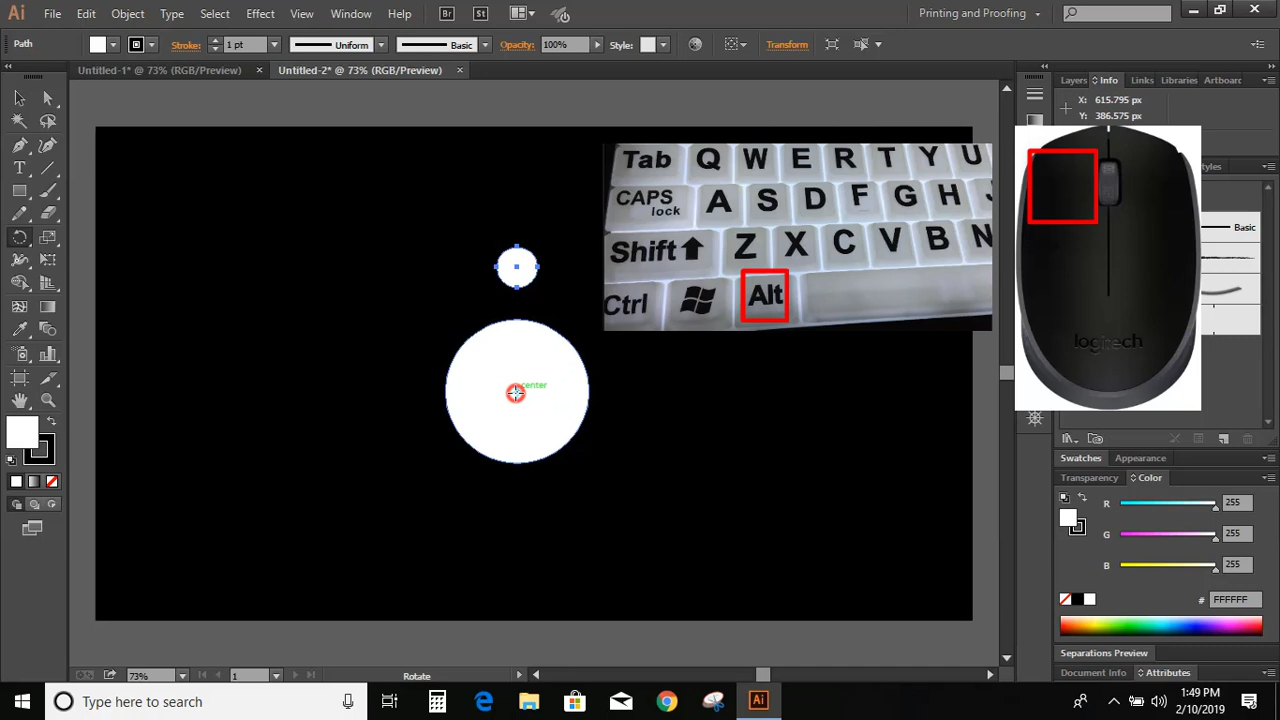 Ai File Edit Object Type Select Effect View Window Help Br St Printing and Proofing
Path Stroke: 1 pt Uniform Basic Opacity: 100% Style: Transform
Untitled-1* @ 73% (RGB/Preview) × Untitled-2* @ 73% (RGB/Preview) ×
Layers Info Links Libraries Artboard
X: 615.795 px
Y: 386.575 px
Tab Q W E R T Y U
CAPS lock A S D F G H J
Shift Z X C V B N
Ctrl Alt
yles
Basic
logitech
center
Swatches Appearance
Transparency Color
R 255
G 255
B 255
# FFFFFF
Separations Preview
Document Info Attributes
73% 1 Rotate
Type here to search
Ai
1:49 PM
2/10/2019